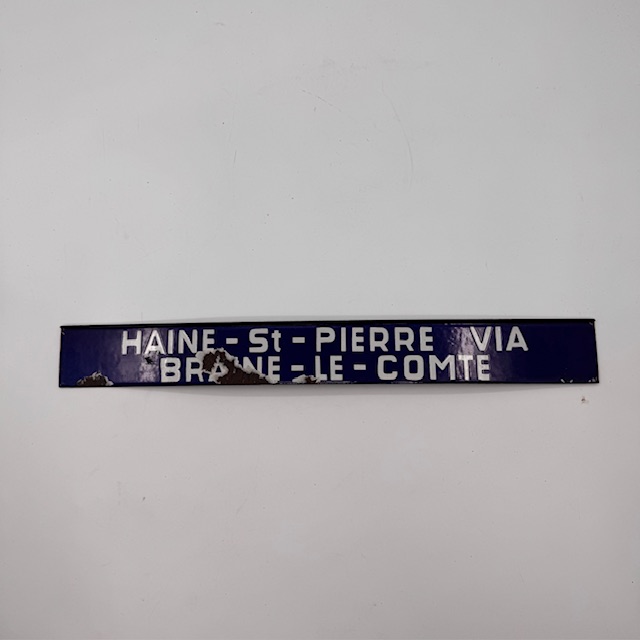 HAINE - St - PIERRE VIA
BRAINE - LE - COMTE